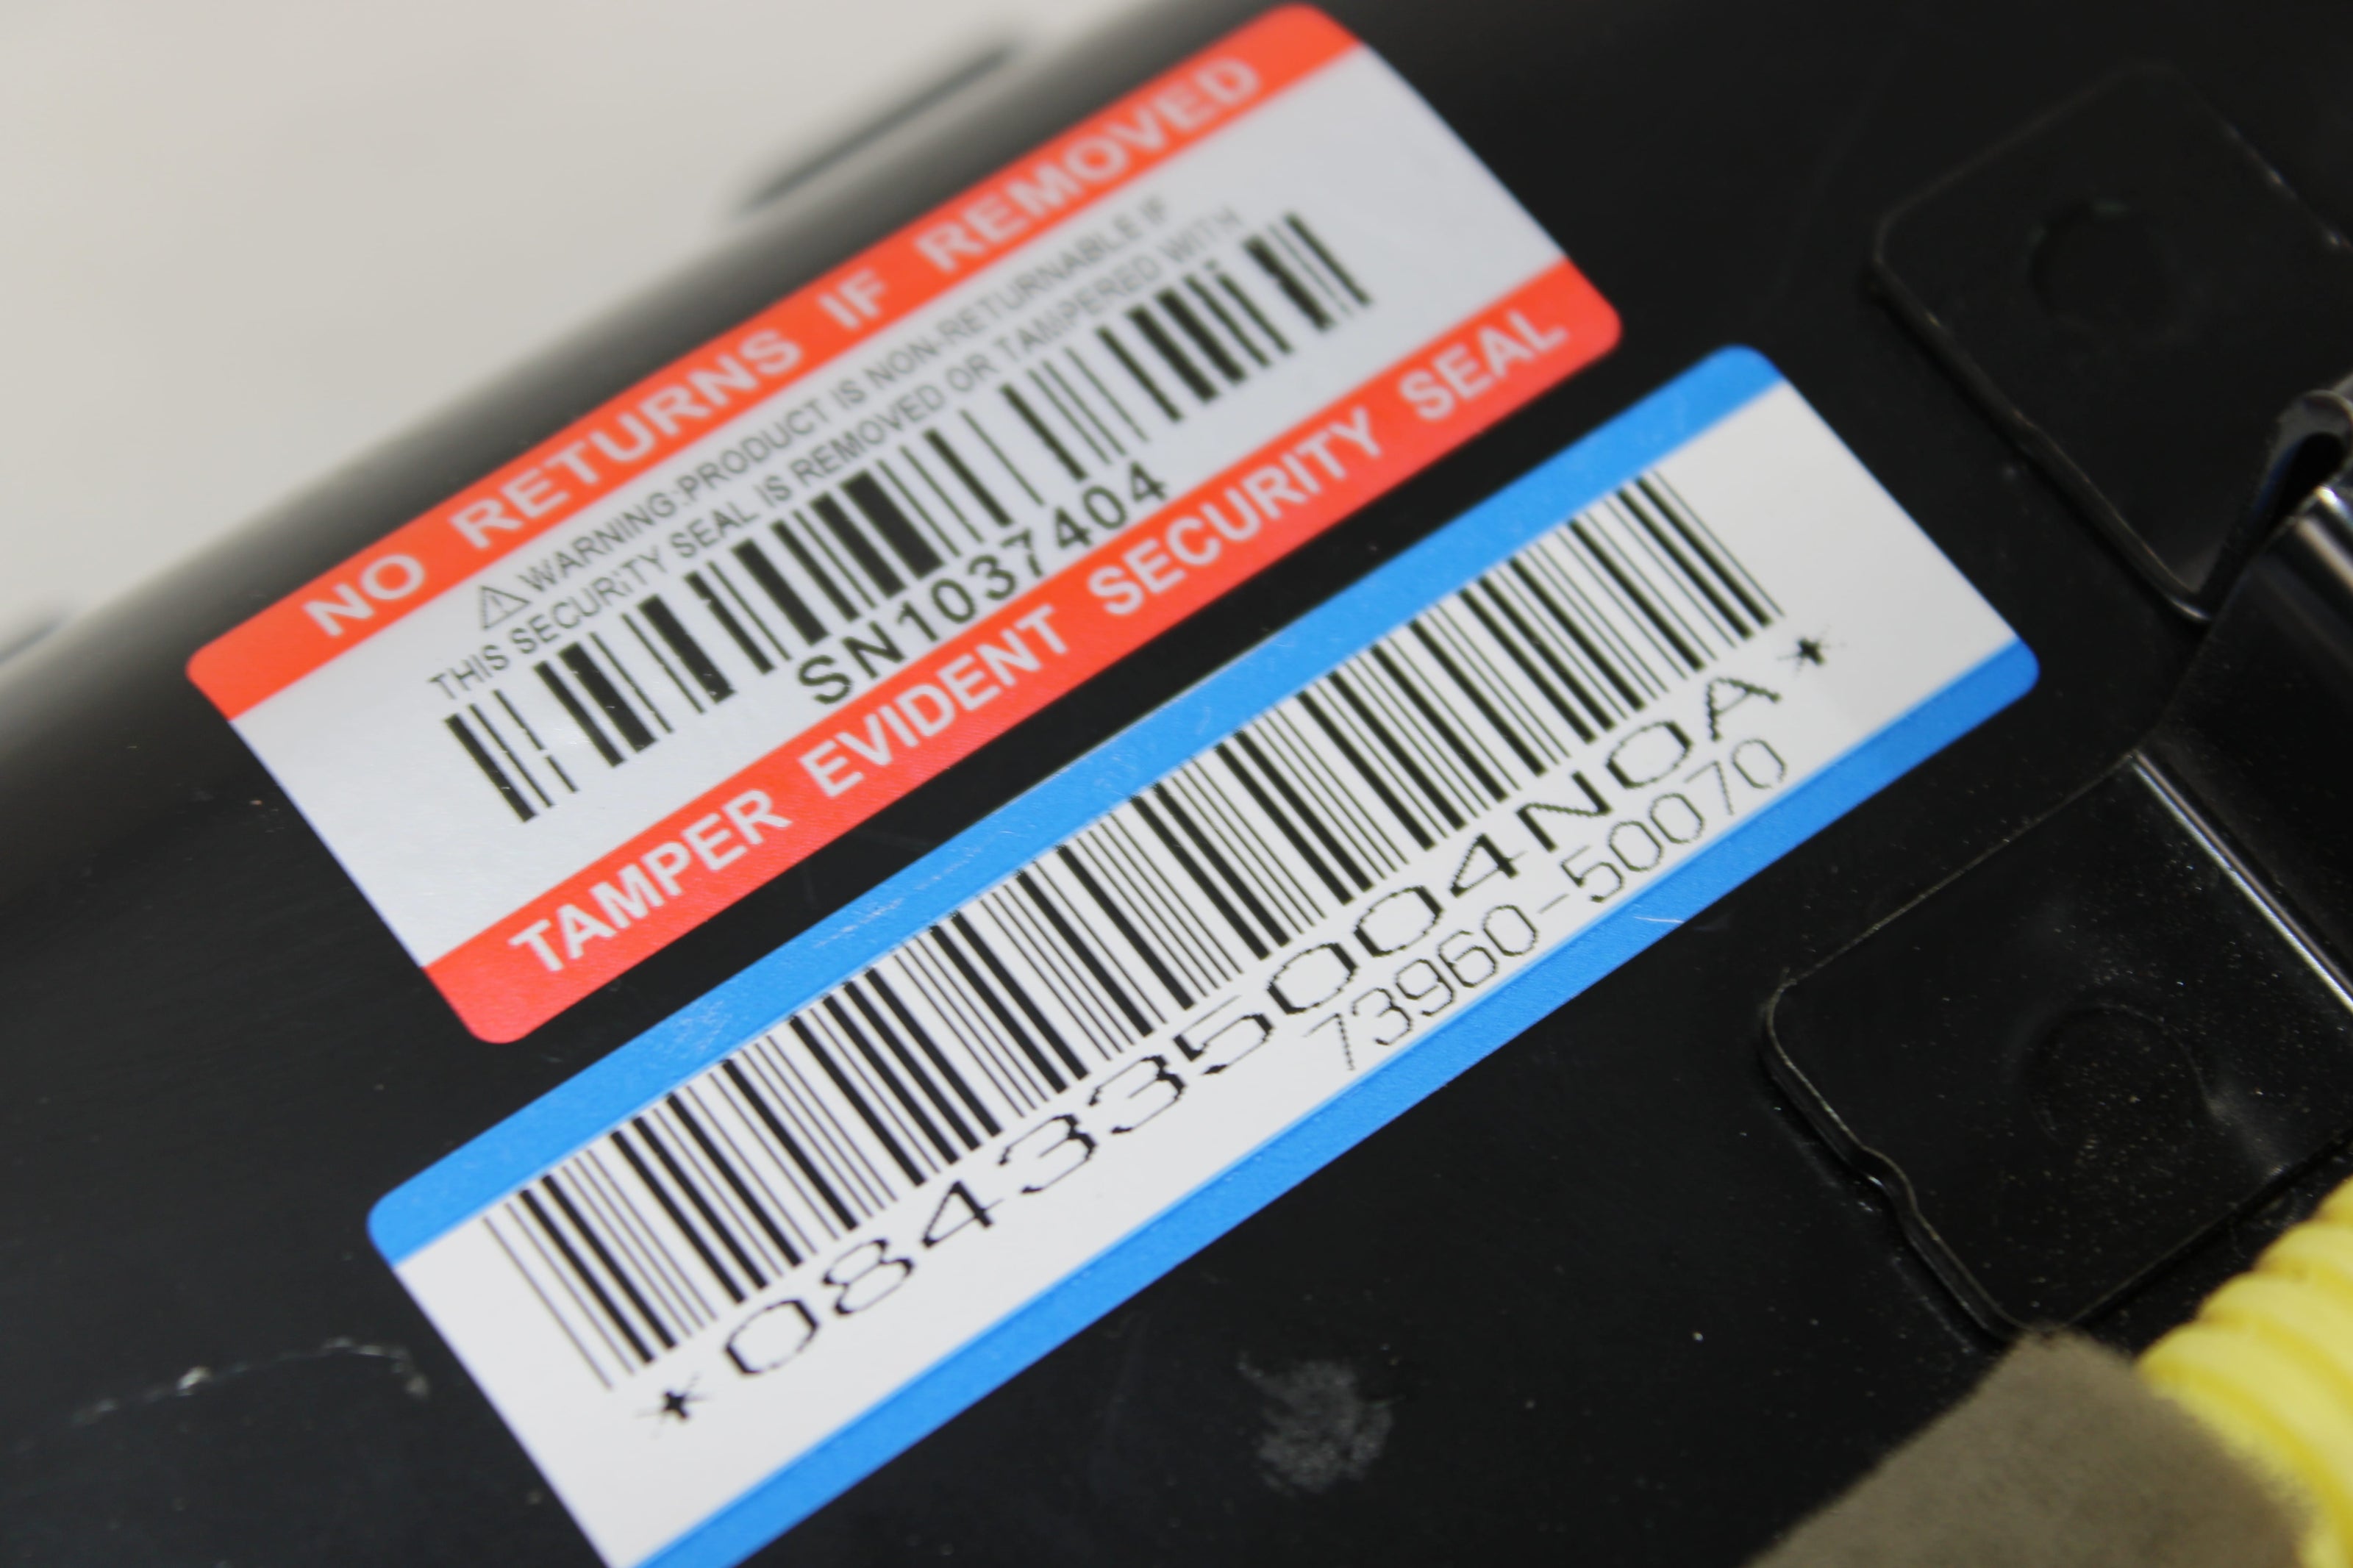 NO RETURNS IF REMOVED
⚠WARNING:PRODUCT IS NON-RETURNABLE IF
THIS SECURITY SEAL IS REMOVED OR TAMPERED WITH
SN1037404
TAMPER EVIDENT SECURITY SEAL
*084335004N0A*
73960-50070